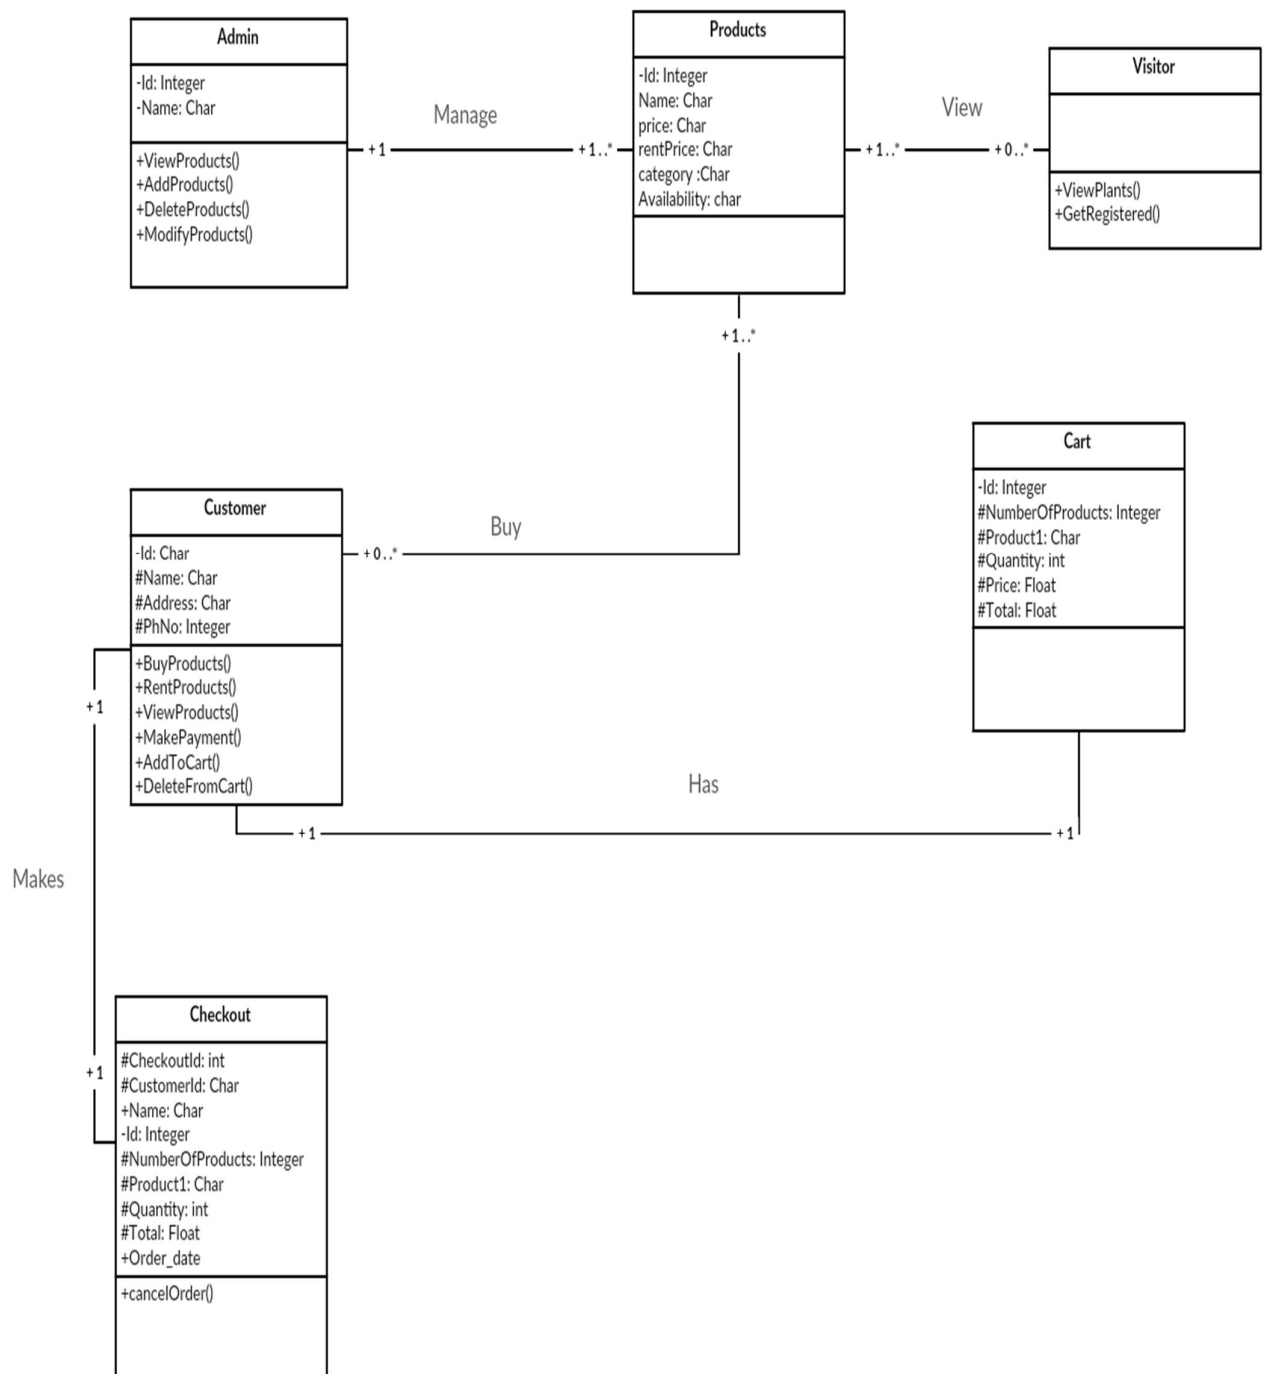 Admin
-Id: Integer
-Name: Char
+ViewProducts()
+AddProducts()
+DeleteProducts()
+ModifyProducts()
Manage
+1
+1..*
Products
-Id: Integer
Name: Char
price: Char
rentPrice: Char
category :Char
Availability: char
View
+1..*
+0..*
Visitor
+ViewPlants()
+GetRegistered()
+1..*
Buy
+0..*
Customer
-Id: Char
#Name: Char
#Address: Char
#PhNo: Integer
+BuyProducts()
+RentProducts()
+ViewProducts()
+MakePayment()
+AddToCart()
+DeleteFromCart()
Cart
-Id: Integer
#NumberOfProducts: Integer
#Product1: Char
#Quantity: int
#Price: Float
#Total: Float
Has
+1
+1
+1
Makes
+1
Checkout
#CheckoutId: int
#CustomerId: Char
+Name: Char
-Id: Integer
#NumberOfProducts: Integer
#Product1: Char
#Quantity: int
#Total: Float
+Order_date
+cancelOrder()